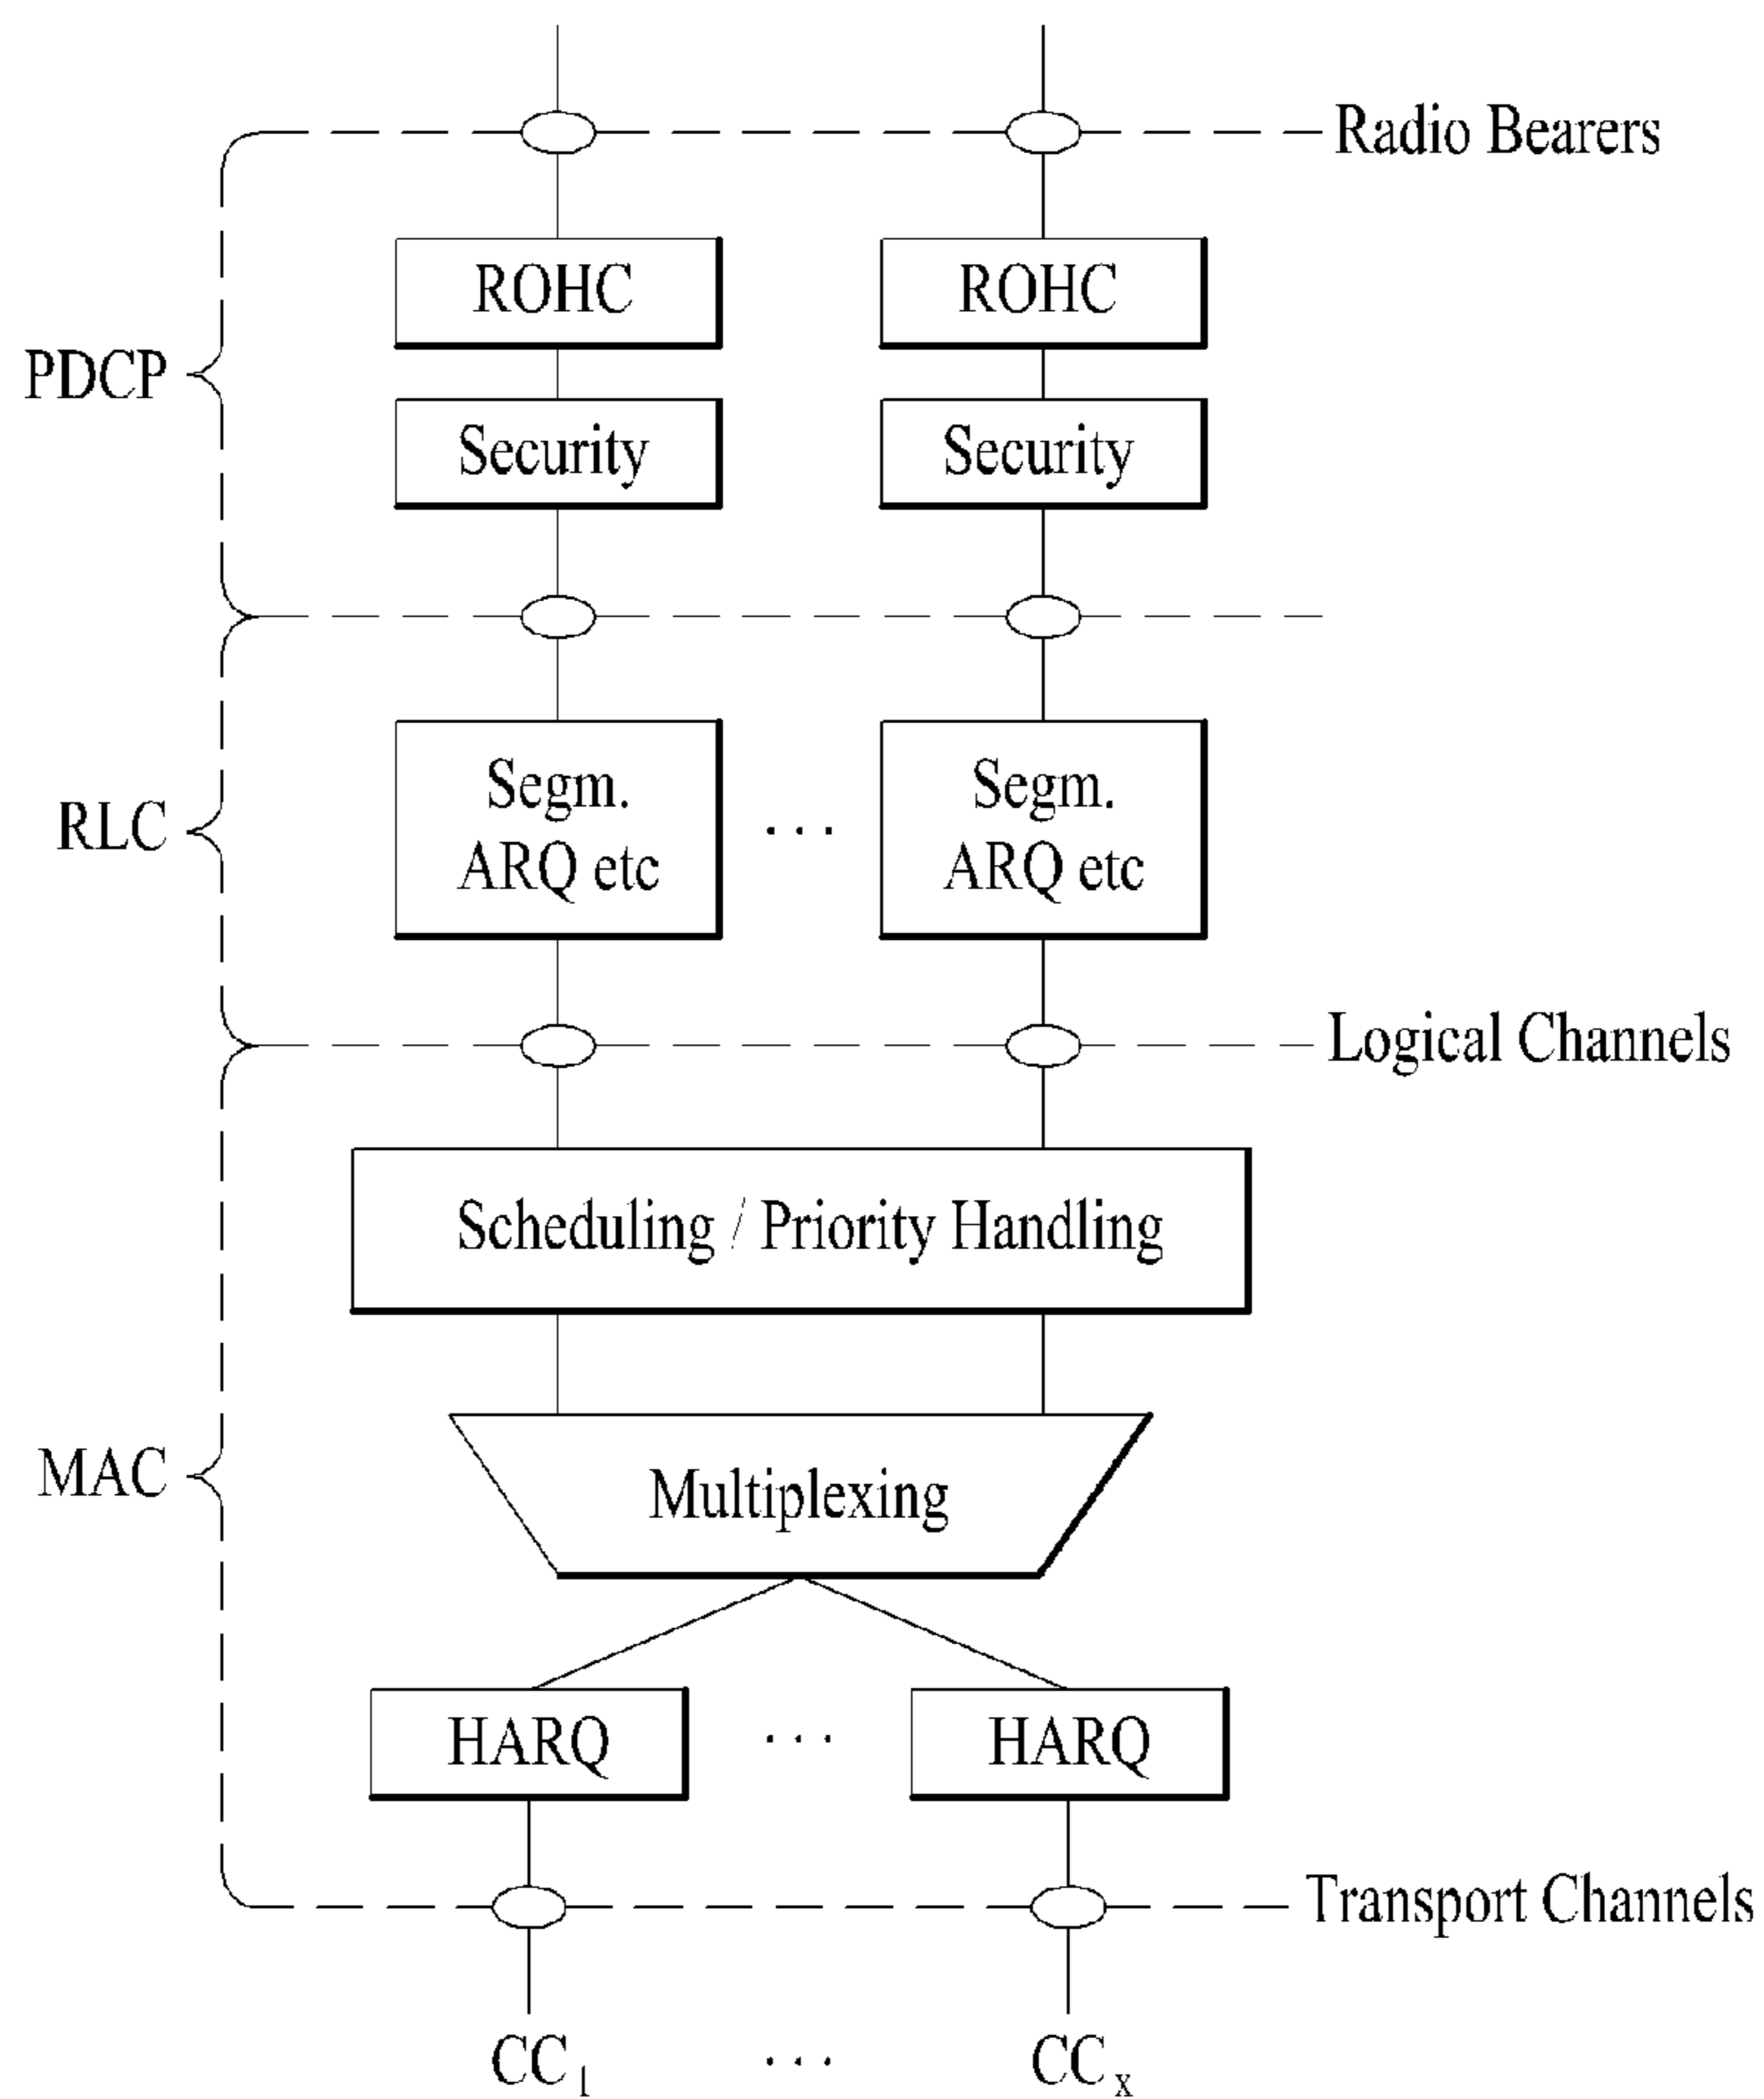 Radio Bearers
ROHC
ROHC
PDCP
Security
Security
Segm.
ARQ etc
...
Segm.
ARQ etc
RLC
Logical Channels
Scheduling / Priority Handling
MAC
Multiplexing
HARQ
...
HARQ
Transport Channels
CC1
...
CCx